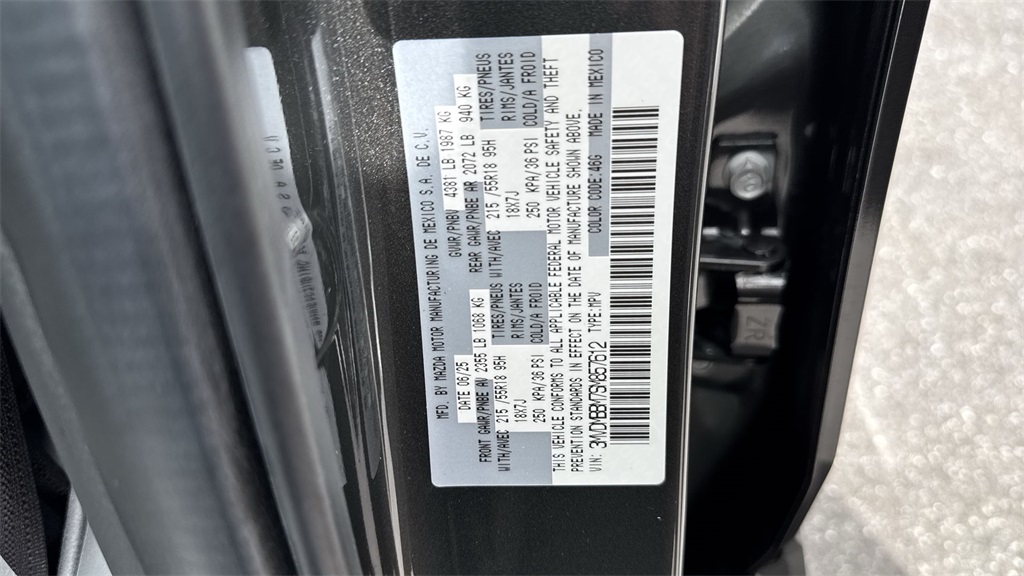 MFD. BY MAZDA MOTOR MANUFACTURING DE MEXICO S.A. DE C.V.
DATE 06/25 GVWR/PNBV 4381 LB 1987 KG
FRONT GAWR/PNBE AV 2355 LB 1068 KG REAR GAWR/PNBE AR 2072 LB 940 KG
WITH/AVEC 215/55R18 95H TIRES/PNEUS WITH/AVEC 215/55R18 95H TIRES/PNEUS
18X7J RIMS/JANTES 18X7J RIMS/JANTES
250 KPA/36 PSI COLD/A FROID 250 KPA/36 PSI COLD/A FROID
THIS VEHICLE CONFORMS TO ALL APPLICABLE FEDERAL MOTOR VEHICLE SAFETY AND THEFT
PREVENTION STANDARDS IN EFFECT ON THE DATE OF MANUFACTURE SHOWN ABOVE.
VIN: 3MVDMBBM7SM857612 TYPE:MPV COLOR CODE:46G MADE IN MEXICO
ZR